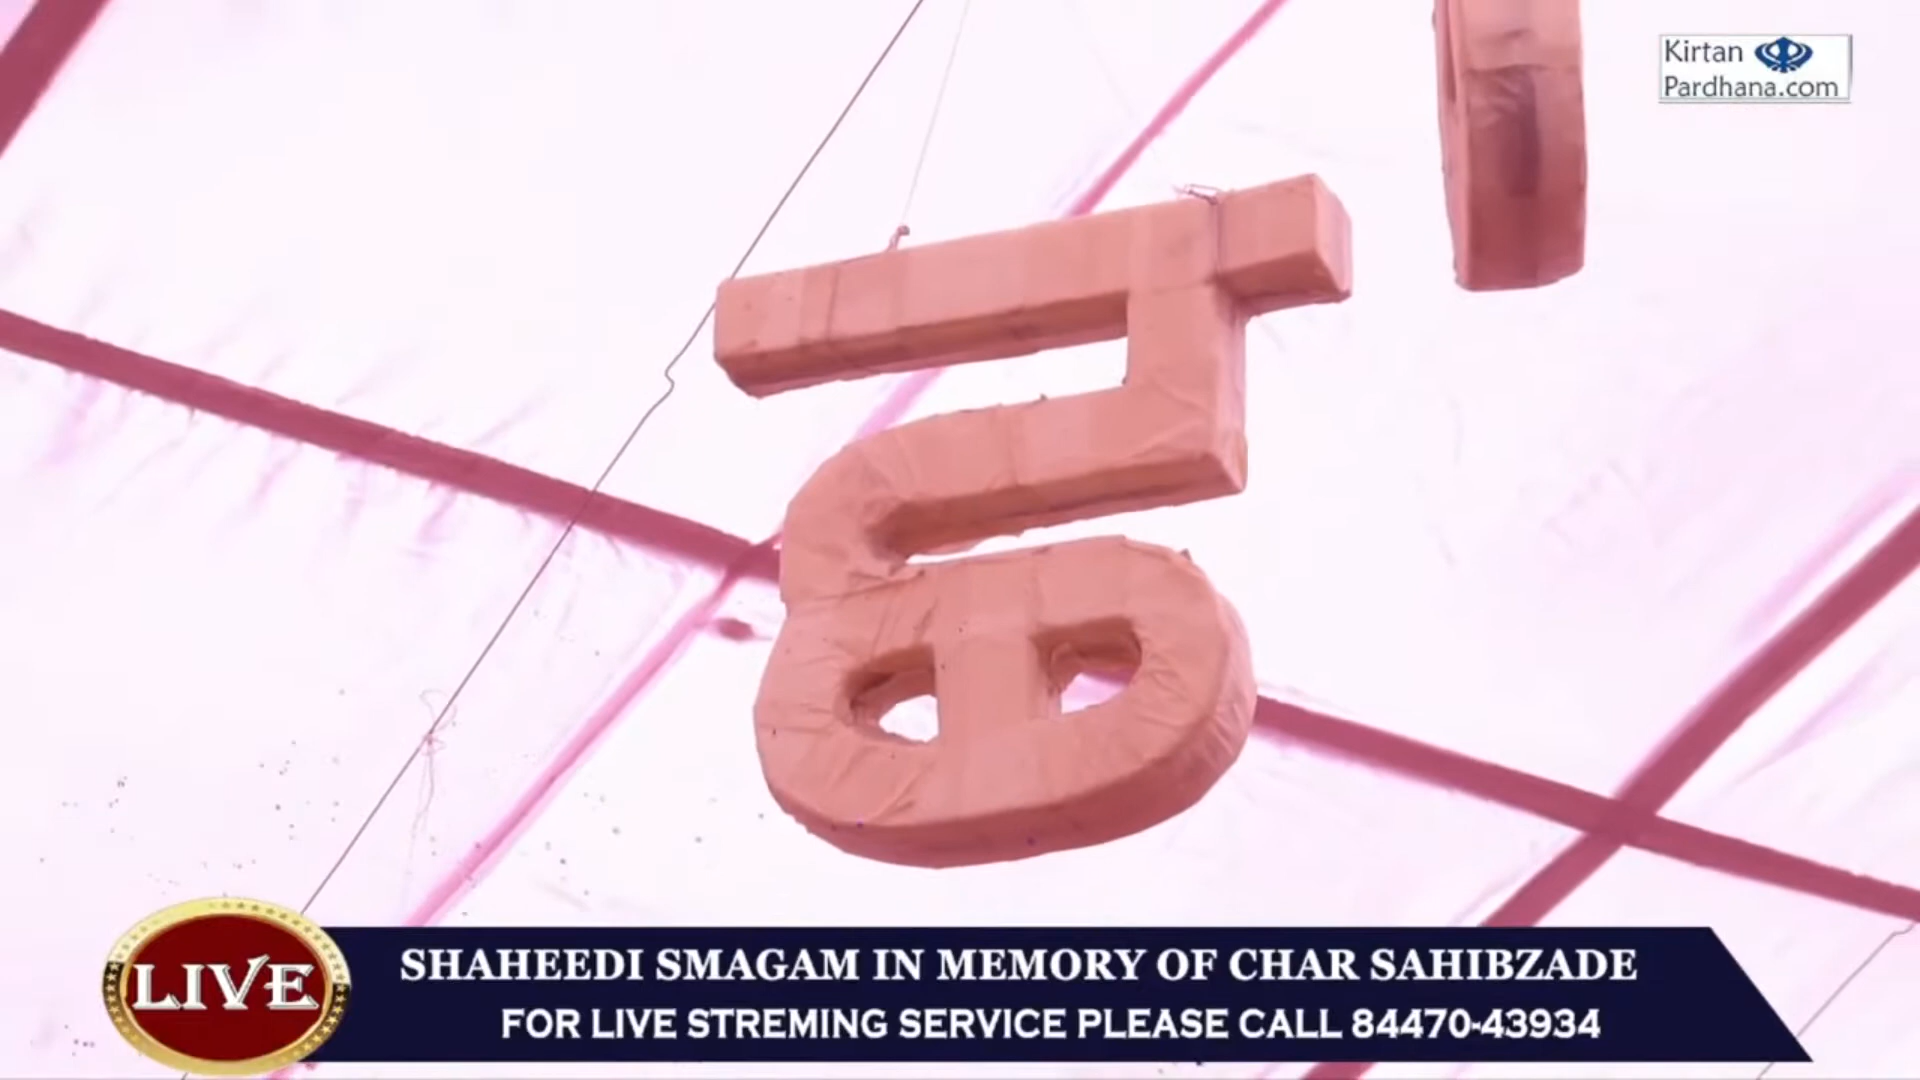 Kirtan
Pardhana.com
ਛ
LIVE
SHAHEEDI SMAGAM IN MEMORY OF CHAR SAHIBZADE
FOR LIVE STREMING SERVICE PLEASE CALL 84470-43934